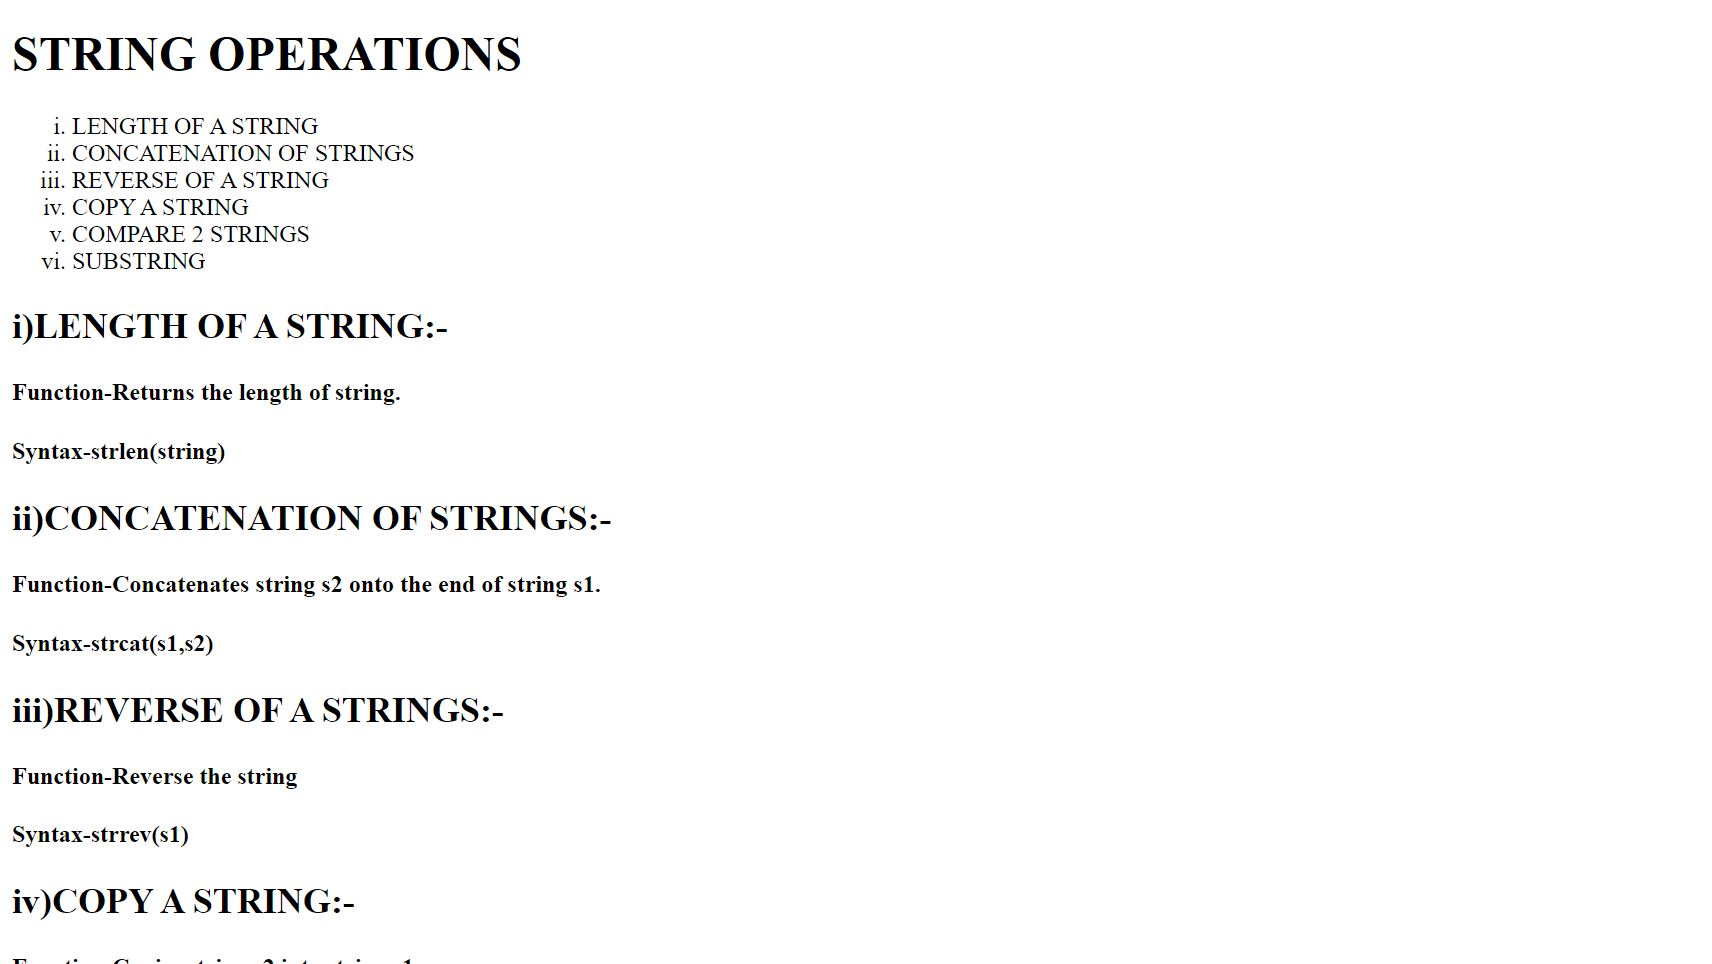 STRING OPERATIONS
i. LENGTH OF A STRING
ii. CONCATENATION OF STRINGS
iii. REVERSE OF A STRING
iv. COPY A STRING
v. COMPARE 2 STRINGS
vi. SUBSTRING
i)LENGTH OF A STRING:-
Function-Returns the length of string.
Syntax-strlen(string)
ii)CONCATENATION OF STRINGS:-
Function-Concatenates string s2 onto the end of string s1.
Syntax-strcat(s1,s2)
iii)REVERSE OF A STRINGS:-
Function-Reverse the string
Syntax-strrev(s1)
iv)COPY A STRING:-